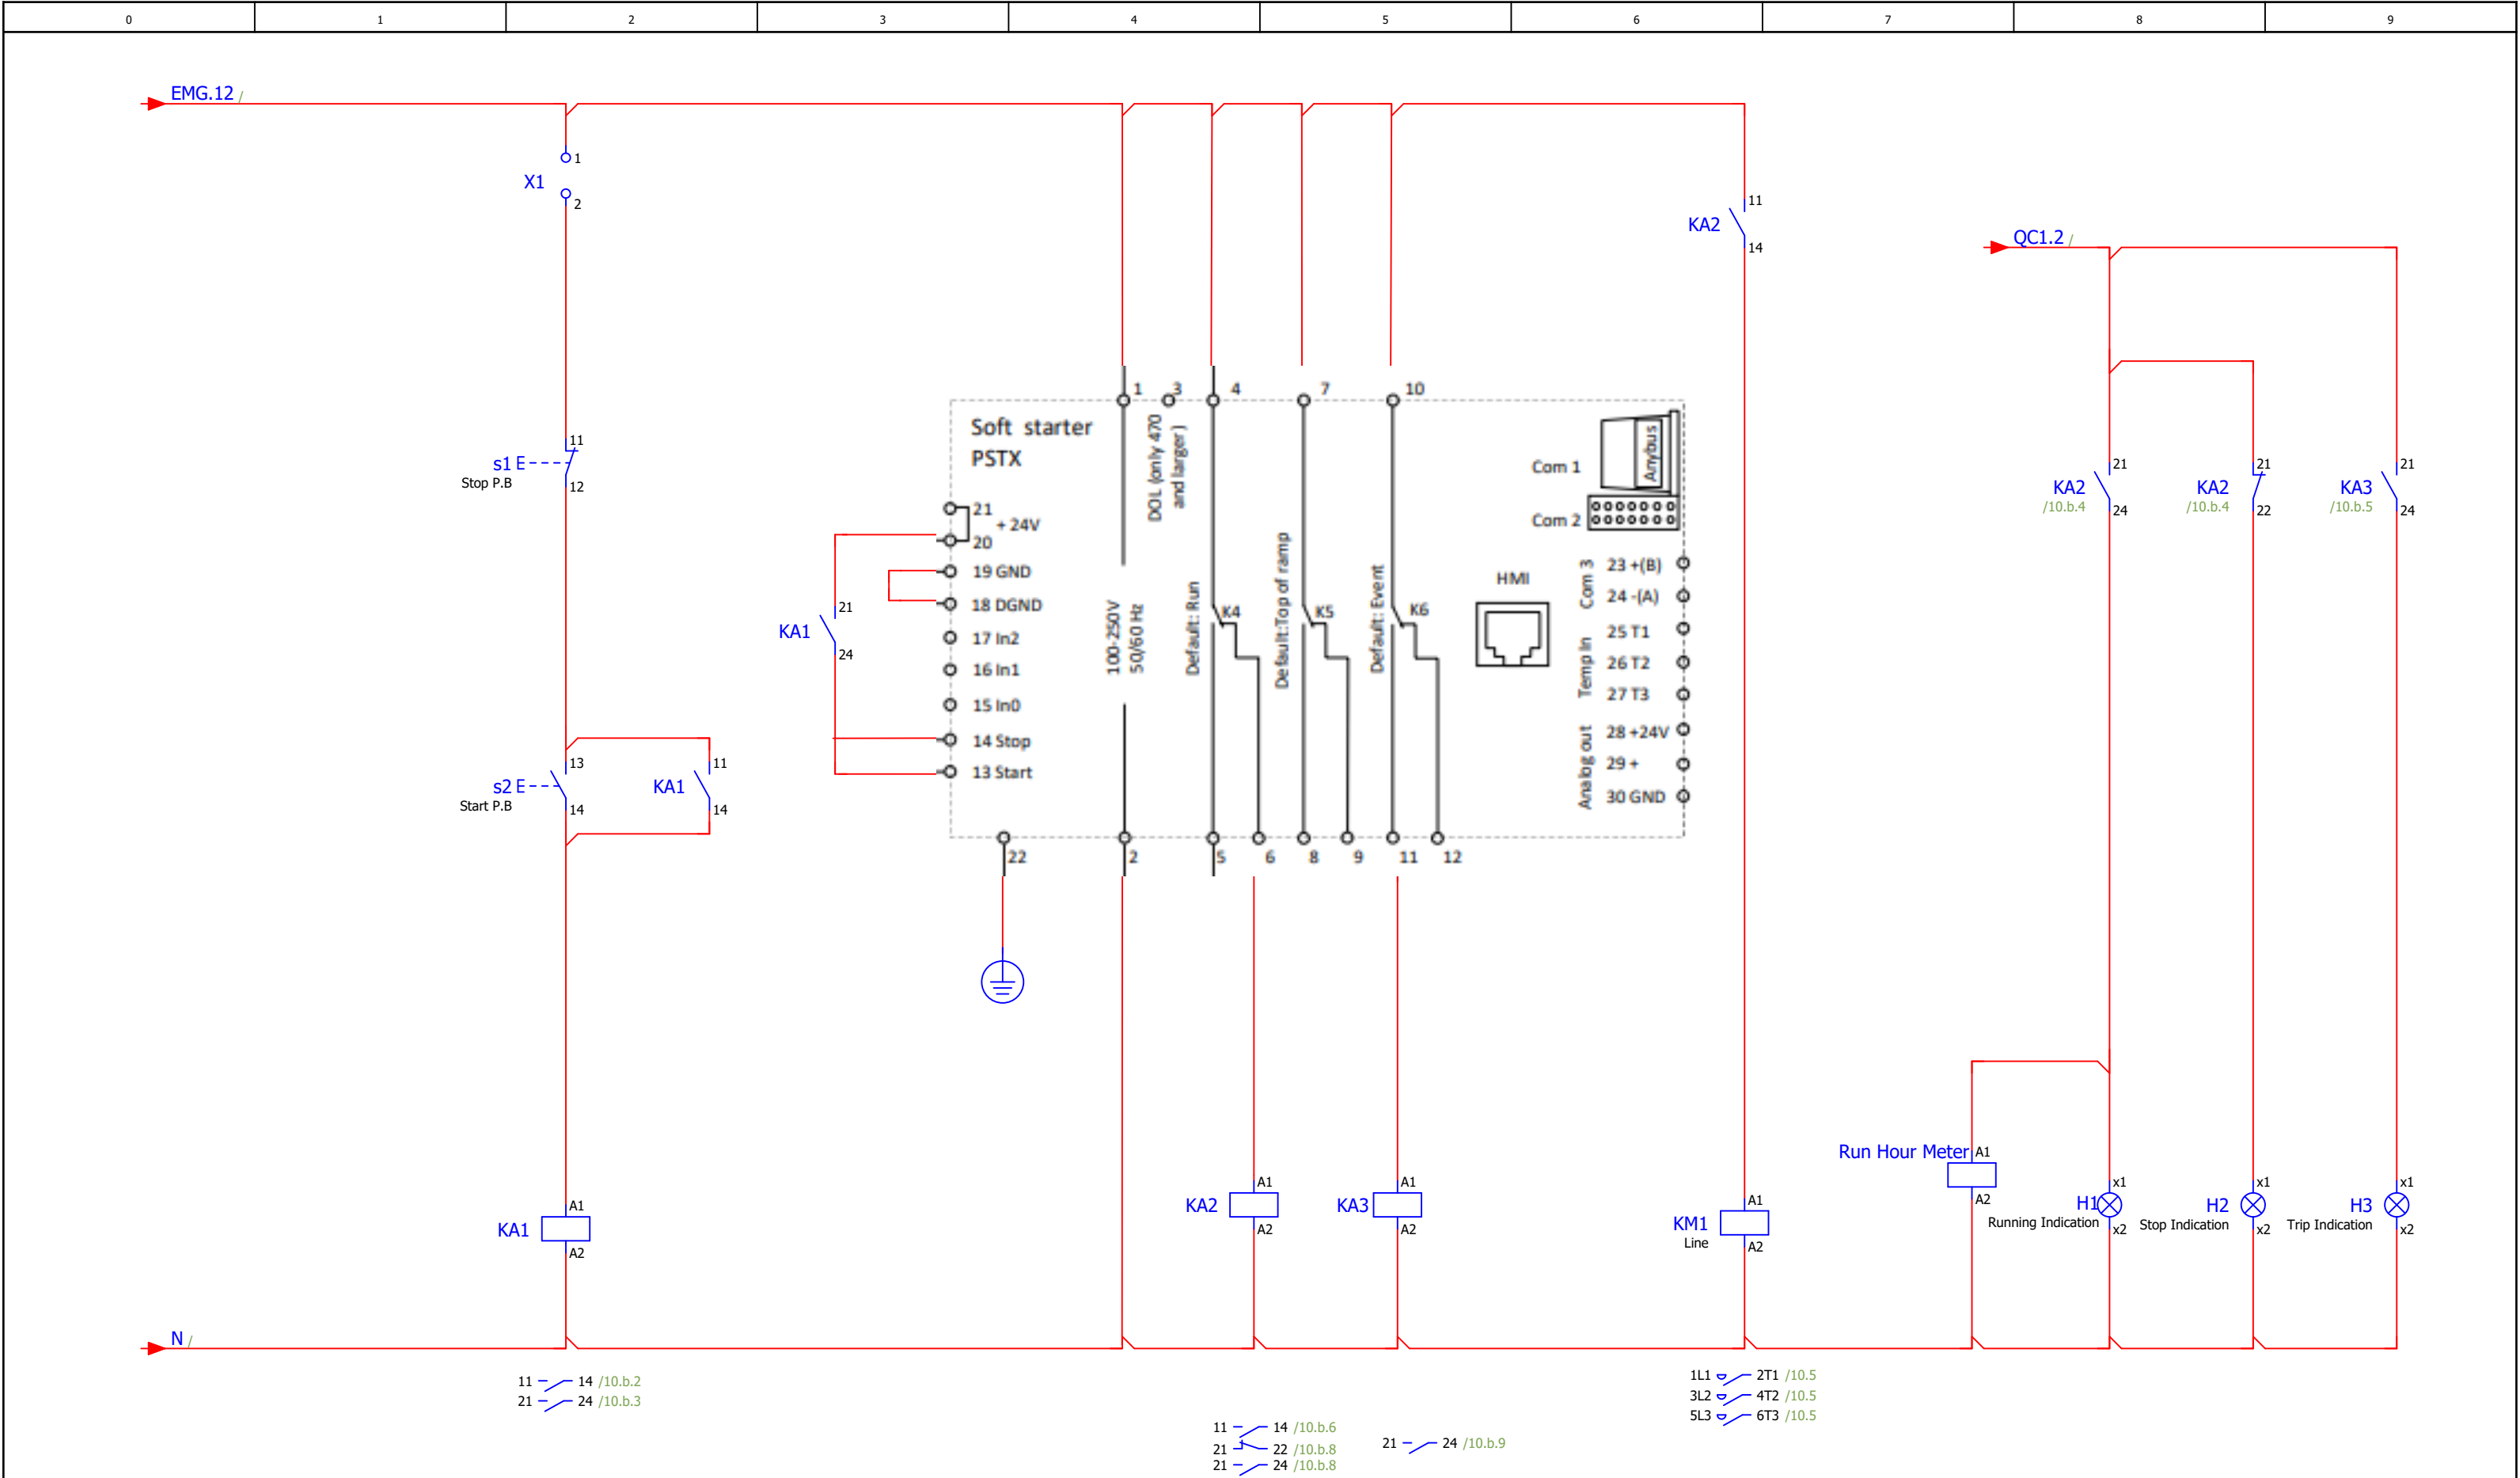 0 1 2 3 4 5 6 7 8 9
EMG.12 /
1
X1
2
11
KA2
14
QC1.2 /
1 3 4 7 10
Soft starter
PSTX
DOL (only 470
and larger)
Com 1
Anybus
Com 2
11
s1
Stop P.B
12
21
+ 24V
20
19 GND
18 DGND
17 In2
16 In1
15 In0
14 Stop
13 Start
21
KA1
24
100-250V
50/60 Hz
Default: Run
K4
Default:Top of ramp
K5
Default: Event
K6
HMI
Com 3
23 +(B)
24 -(A)
Temp In
25 T1
26 T2
27 T3
Analog out
28 +24V
29 +
30 GND
21
KA2
/10.b.4
24
21
KA2
/10.b.4
22
21
KA3
/10.b.5
24
13
s2
Start P.B
14
11
KA1
14
22 2 5 6 8 9 11 12
A1
KA1
A2
A1
KA2
A2
A1
KA3
A2
A1
KM1
Line
A2
Run Hour Meter
A1
A2
x1
H1
Running Indication
x2
x1
H2
Stop Indication
x2
x1
H3
Trip Indication
x2
N /
11 14 /10.b.2
21 24 /10.b.3
11 14 /10.b.6
21 22 /10.b.8
21 24 /10.b.8
21 24 /10.b.9
1L1 2T1 /10.5
3L2 4T2 /10.5
5L3 6T3 /10.5